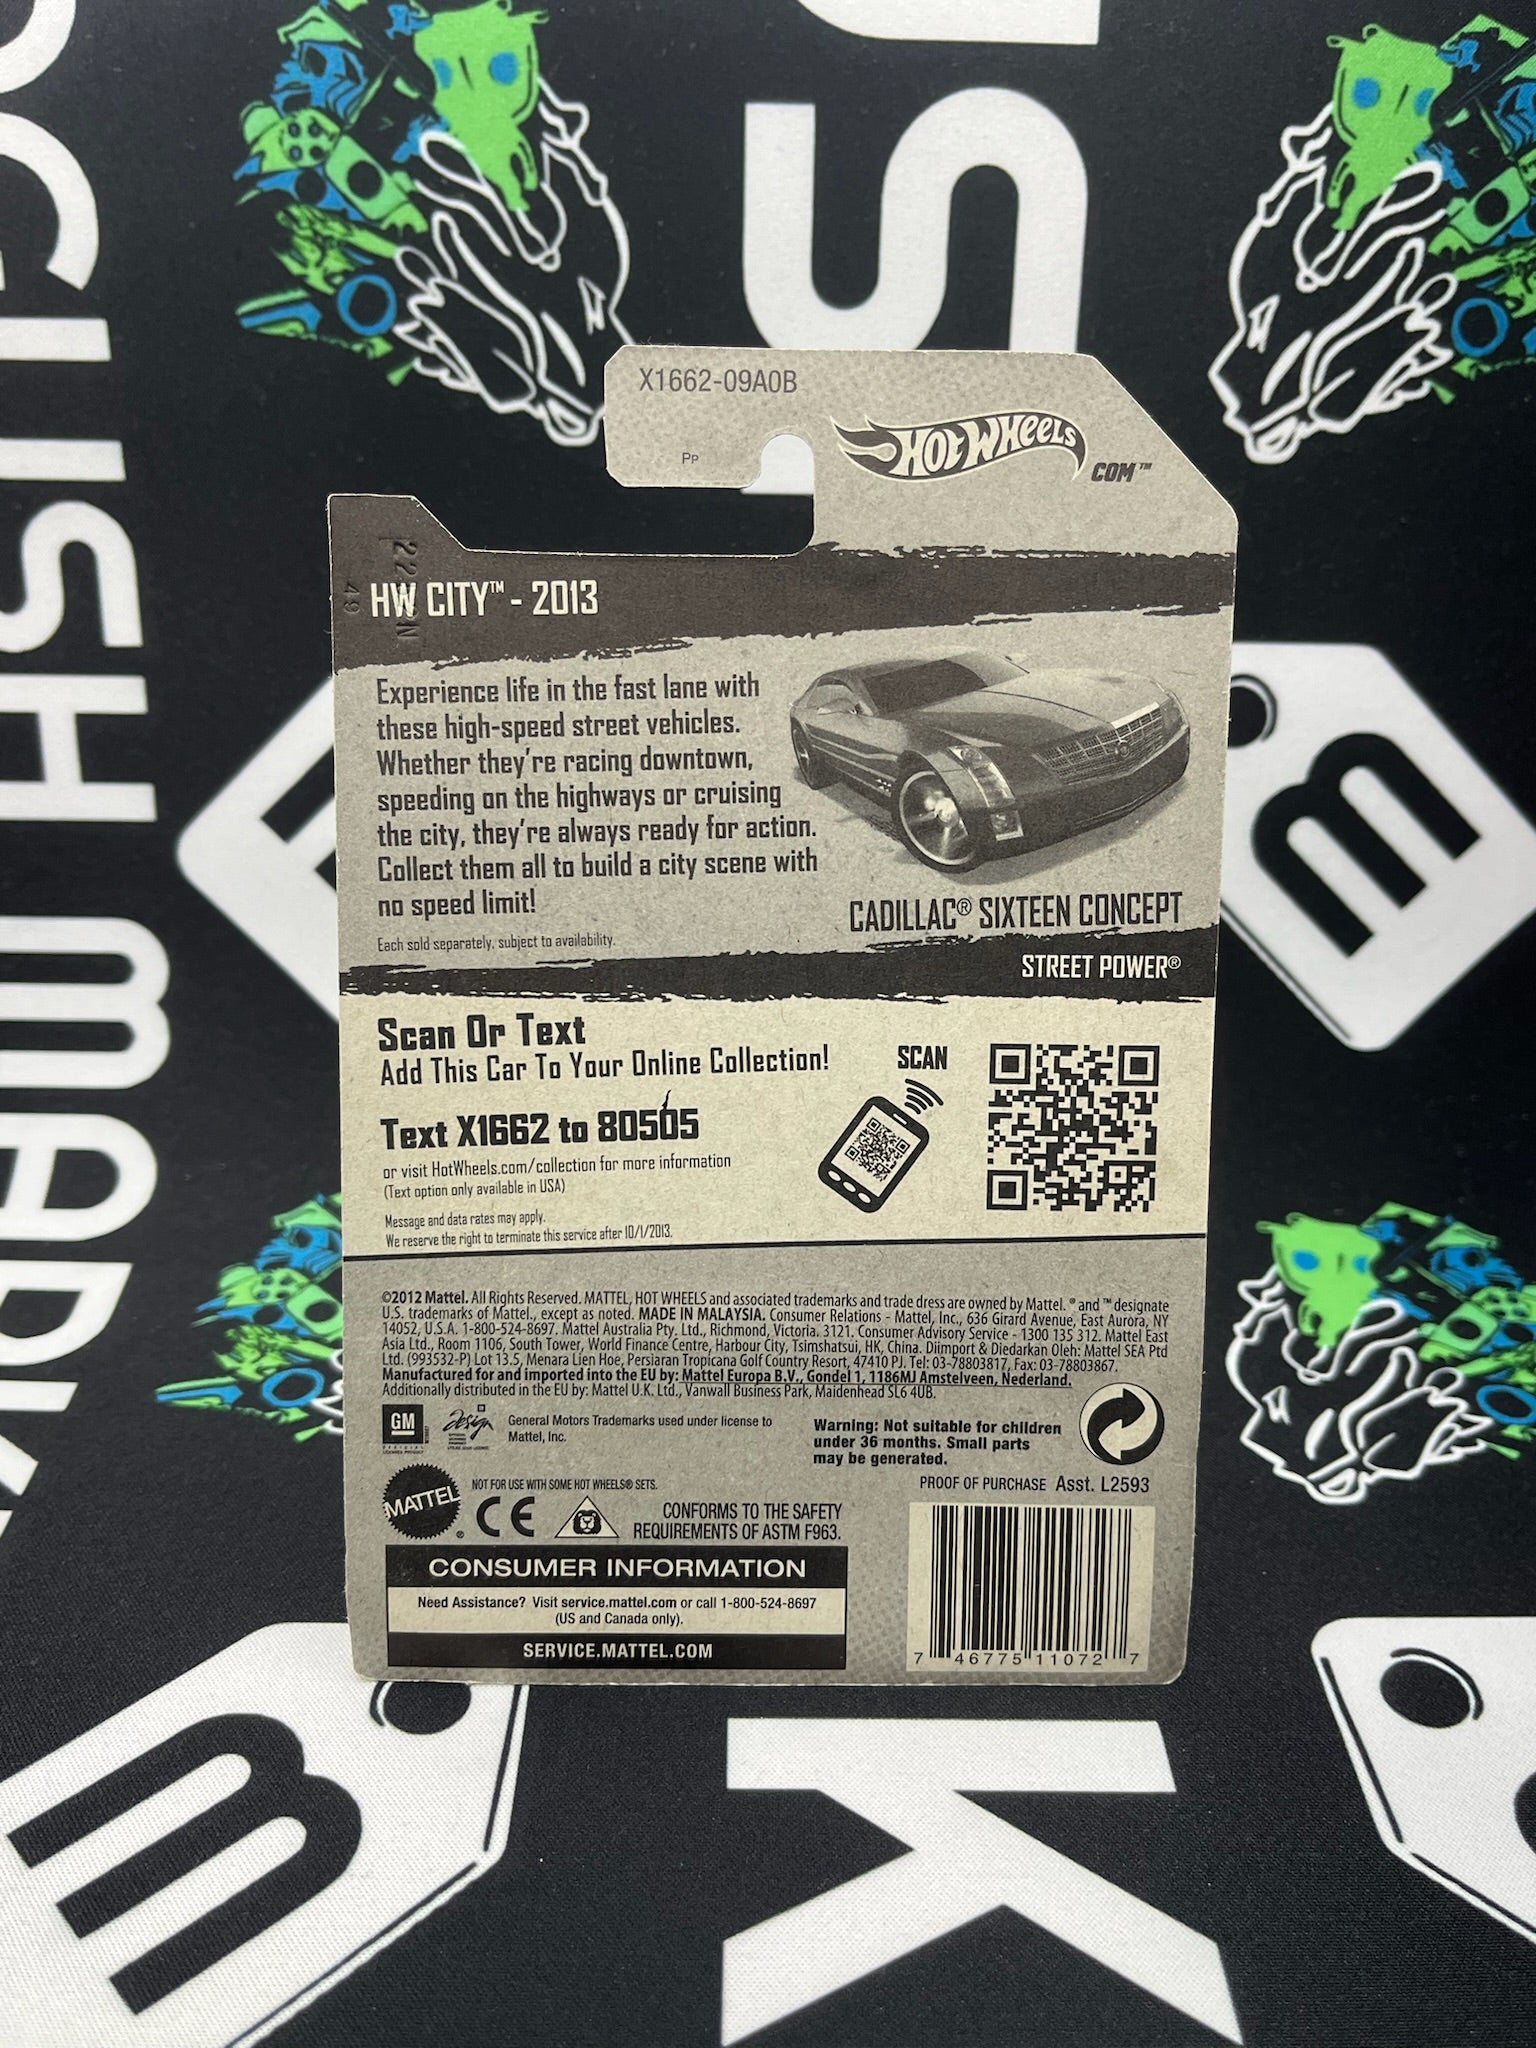 X1662-09A0B
Pp
HOT WHEELS
COM™
HW CITY™ - 2013
49
Experience life in the fast lane with
these high-speed street vehicles.
Whether they're racing downtown,
speeding on the highways or cruising
the city, they're always ready for action.
Collect them all to build a city scene with
no speed limit!
Each sold separately, subject to availability.
CADILLAC® SIXTEEN CONCEPT
STREET POWER®
Scan Or Text
Add This Car To Your Online Collection!
SCAN
Text X1662 to 80505
or visit HotWheels.com/collection for more information
(Text option only available in USA)
Message and data rates may apply.
We reserve the right to terminate this service after 10/1/2013.
©2012 Mattel. All Rights Reserved. MATTEL, HOT WHEELS and associated trademarks and trade dress are owned by Mattel. ® and ™ designate
U.S. trademarks of Mattel., except as noted. MADE IN MALAYSIA. Consumer Relations - Mattel, Inc., 636 Girard Avenue, East Aurora, NY
14052, U.S.A. 1-800-524-8697. Mattel Australia Pty. Ltd., Richmond, Victoria. 3121. Consumer Advisory Service - 1300 135 312. Mattel East
Asia Ltd., Room 1106, South Tower, World Finance Centre, Harbour City, Tsimshatsui, HK, China. Diimport & Diedarkan Oleh: Mattel SEA Ptd
Ltd. (993532-P) Lot 13.5, Menara Lien Hoe, Persiaran Tropicana Golf Country Resort, 47410 PJ. Tel: 03-78803817, Fax: 03-78803867.
Manufactured for and imported into the EU by: Mattel Europa B.V., Gondel 1, 1186MJ Amstelveen, Nederland.
Additionally distributed in the EU by: Mattel U.K. Ltd., Vanwall Business Park, Maidenhead SL6 4UB.
GM
Design
General Motors Trademarks used under license to
Mattel, Inc.
Warning: Not suitable for children
under 36 months. Small parts
may be generated.
PROOF OF PURCHASE Asst. L2593
MATTEL®
NOT FOR USE WITH SOME HOT WHEELS® SETS.
CE
CONFORMS TO THE SAFETY
REQUIREMENTS OF ASTM F963.
CONSUMER INFORMATION
Need Assistance? Visit service.mattel.com or call 1-800-524-8697
(US and Canada only).
SERVICE.MATTEL.COM
7 46775 11072 7